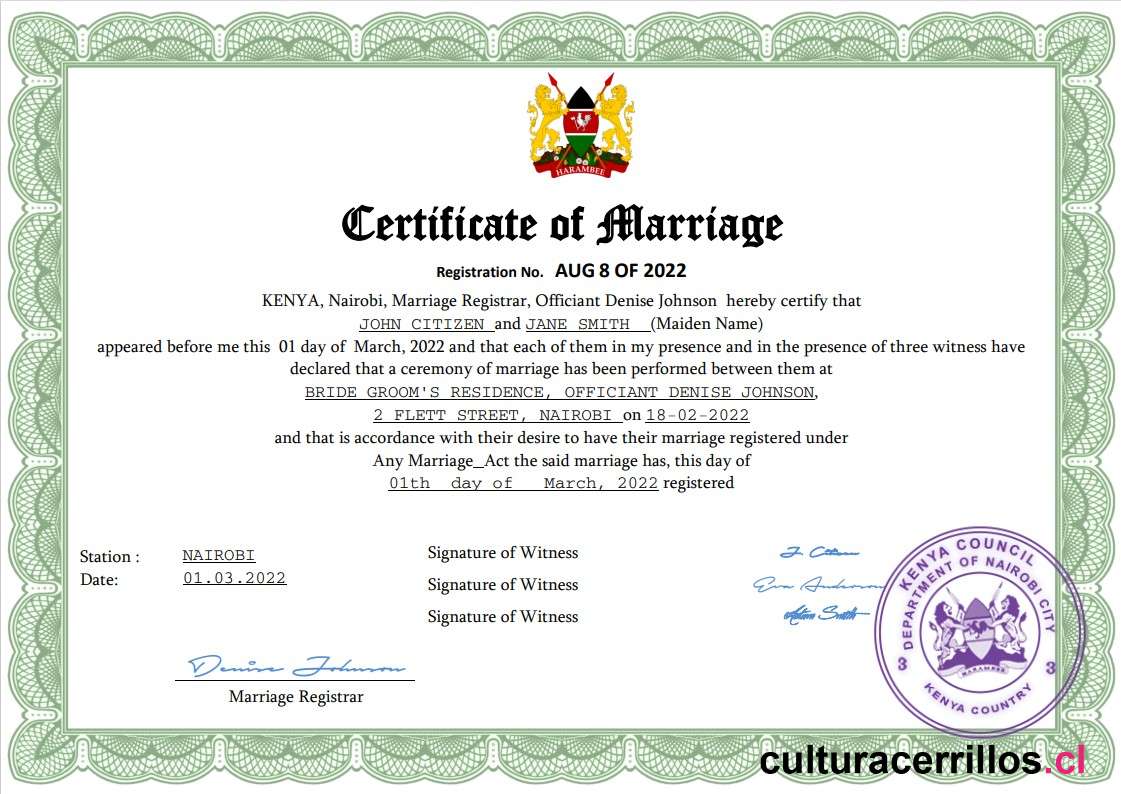 HARAMBEE
Certificate of Marriage
Registration No. AUG 8 OF 2022
KENYA, Nairobi, Marriage Registrar, Officiant Denise Johnson hereby certify that
JOHN CITIZEN and JANE SMITH (Maiden Name)
appeared before me this 01 day of March, 2022 and that each of them in my presence and in the presence of three witness have
declared that a ceremony of marriage has been performed between them at
BRIDE GROOM'S RESIDENCE, OFFICIANT DENISE JOHNSON,
2 FLETT STREET, NAIROBI on 18-02-2022
and that is accordance with their desire to have their marriage registered under
Any Marriage_Act the said marriage has, this day of
01th day of March, 2022 registered
Station : NAIROBI
Date: 01.03.2022
Signature of Witness J Citizen
Signature of Witness Eva Anderson
Signature of Witness Smith
Denise Johnson
Marriage Registrar
KENYA COUNCIL
DEPARTMENT OF NAIROBI CITY
3 3
HARAMBEE
KENYA COUNTRY
culturacerrillos.cl